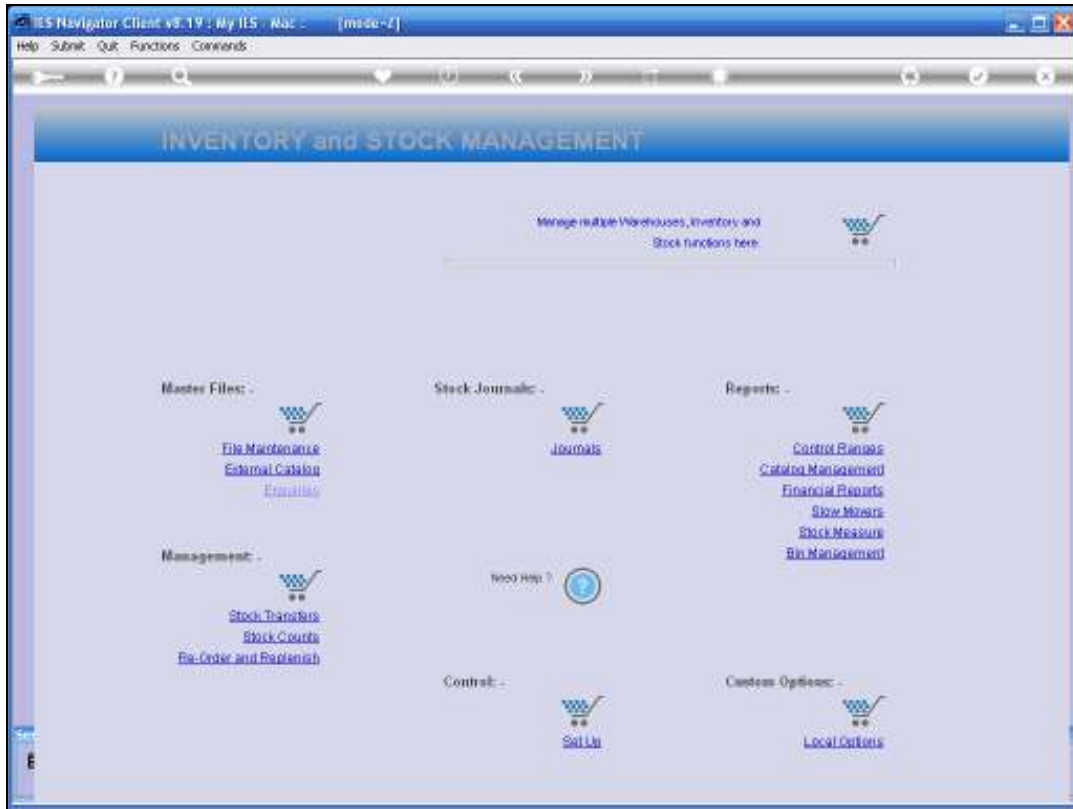 IES Navigator Client v8.19 : My IES - Mac -
Help Submit Quit Functions Commands
INVENTORY and STOCK MANAGEMENT
Manage multiple Warehouses, Inventory and
Stock functions here.
Master Files: -
File Maintenance
External Catalog
Enquiries
Stock Journals: -
Journals
Reports: -
Control Ranges
Catalog Management
Financial Reports
Slow Movers
Stock Measure
Bin Management
Management: -
Stock Transfers
Stock Counts
Re-Order and Replenish
Need Help ?
Control: -
Set Up
Custom Options: -
Local Options